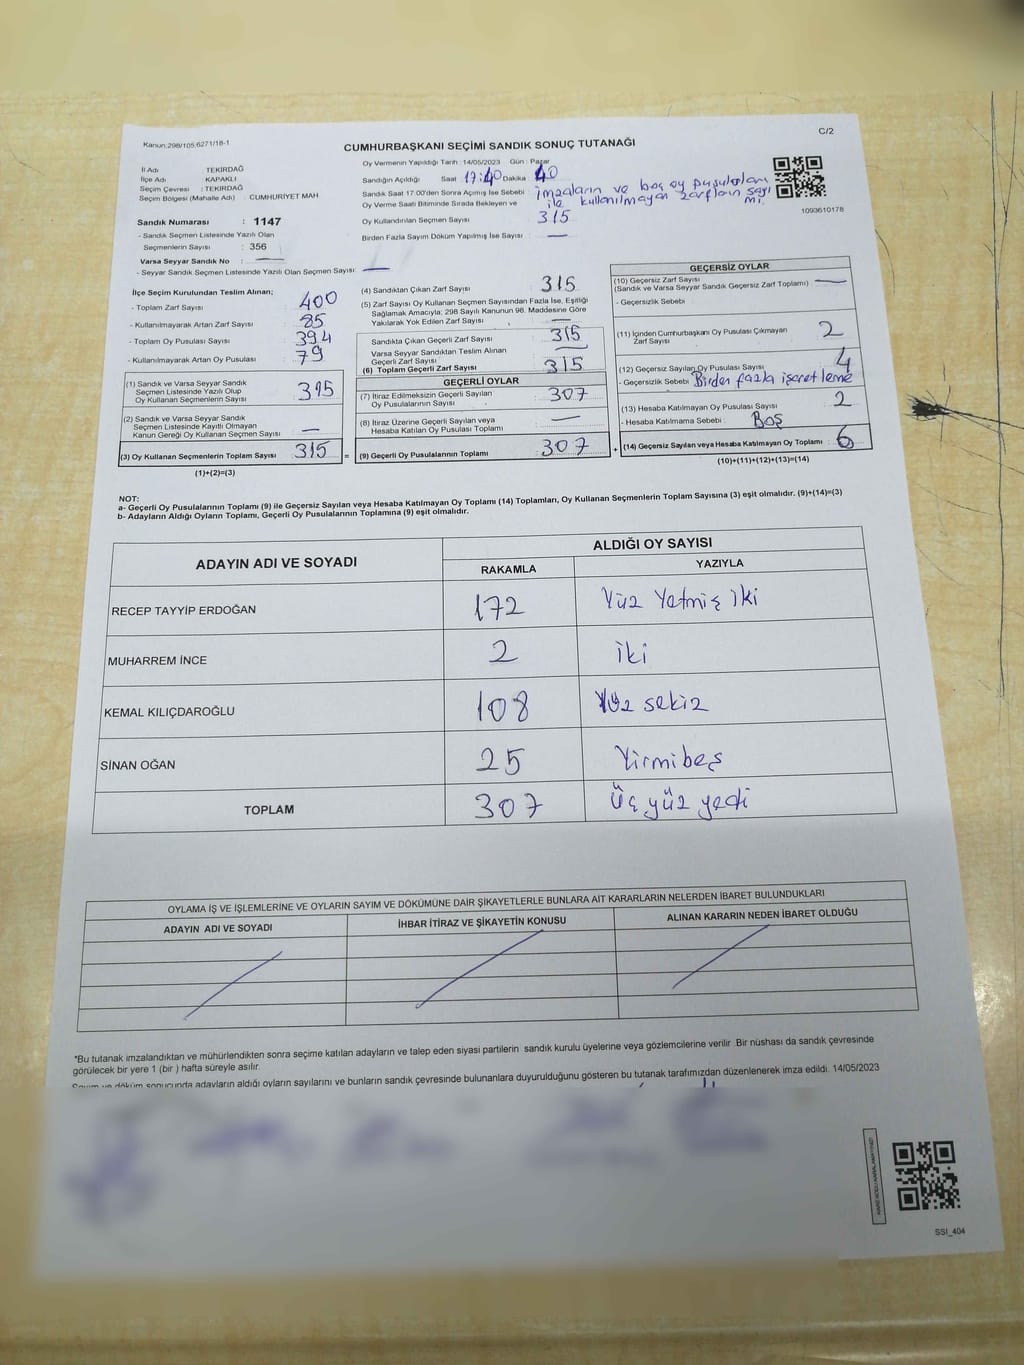 C/2
Kanun:298/105,6271/18-1
CUMHURBAŞKANI SEÇİMİ SANDIK SONUÇ TUTANAĞI
İl Adı TEKİRDAĞ
İlçe Adı KAPAKLI
Seçim Çevresi : TEKİRDAĞ
Seçim Bölgesi (Mahalle Adı) : CUMHURİYET MAH
Sandık Numarası : 1147
- Sandık Seçmen Listesinde Yazılı Olan
Seçmenlerin Sayısı : 356
Varsa Seyyar Sandık No : —
- Seyyar Sandık Seçmen Listesinde Yazılı Olan Seçmen Sayısı : —
Oy Vermenin Yapıldığı Tarih : 14/05/2023 Gün : Pazar
Sandığın Açıldığı Saat 17:40 Dakika : 40
Sandık Saat 17:00'den Sonra Açılmış İse Sebebi : imzaların ve boş oy pusulaları
Oy Verme Saati Bitiminde Sırada Bekleyen ve ile kullanılmayan zarfların sayı
mı.
Oy Kullandırılan Seçmen Sayısı : 315
Birden Fazla Sayım Döküm Yapılmış İse Sayısı : —
1093610178
İlçe Seçim Kurulundan Teslim Alınan;
- Toplam Zarf Sayısı : 400
- Kullanılmayarak Artan Zarf Sayısı : 85
- Toplam Oy Pusulası Sayısı : 394
- Kullanılmayarak Artan Oy Pusulası : 79
(1) Sandık ve Varsa Seyyar Sandık
Seçmen Listesinde Yazılı Olup
Oy Kullanan Seçmenlerin Sayısı : 315
(2) Sandık ve Varsa Seyyar Sandık
Seçmen Listesinde Kayıtlı Olmayan
Kanun Gereği Oy Kullanan Seçmen Sayısı : —
(3) Oy Kullanan Seçmenlerin Toplam Sayısı : 315 =
(1)+(2)=(3)
(4) Sandıktan Çıkan Zarf Sayısı : 315
(5) Zarf Sayısı Oy Kullanan Seçmen Sayısından Fazla İse, Eşitliği
Sağlamak Amacıyla; 298 Sayılı Kanunun 98. Maddesine Göre
Yakılarak Yok Edilen Zarf Sayısı : —
Sandıkta Çıkan Geçerli Zarf Sayısı : 315
Varsa Seyyar Sandıktan Teslim Alınan
Geçerli Zarf Sayısı : —
(6) Toplam Geçerli Zarf Sayısı : 315
GEÇERLİ OYLAR
(7) İtiraz Edilmeksizin Geçerli Sayılan
Oy Pusulalarının Sayısı : 307
(8) İtiraz Üzerine Geçerli Sayılan veya
Hesaba Katılan Oy Pusulası Toplamı : —
(9) Geçerli Oy Pusulalarının Toplamı : 307 +
GEÇERSİZ OYLAR
(10) Geçersiz Zarf Sayısı
(Sandık ve Varsa Seyyar Sandık Geçersiz Zarf Toplamı) : —
- Geçersizlik Sebebi :
(11) İçinden Cumhurbaşkanı Oy Pusulası Çıkmayan
Zarf Sayısı : 2
(12) Geçersiz Sayılan Oy Pusulası Sayısı : 4
- Geçersizlik Sebebi : Birden fazla işaretleme
(13) Hesaba Katılmayan Oy Pusulası Sayısı : 2
- Hesaba Katılmama Sebebi : Boş
(14) Geçersiz Sayılan veya Hesaba Katılmayan Oy Toplamı : 6
(10)+(11)+(12)+(13)=(14)
NOT:
a- Geçerli Oy Pusulalarının Toplamı (9) ile Geçersiz Sayılan veya Hesaba Katılmayan Oy Toplamı (14) Toplamları, Oy Kullanan Seçmenlerin Toplam Sayısına (3) eşit olmalıdır. (9)+(14)=(3)
b- Adayların Aldığı Oyların Toplamı, Geçerli Oy Pusulalarının Toplamına (9) eşit olmalıdır.
ADAYIN ADI VE SOYADI ALDIĞI OY SAYISI
RAKAMLA YAZIYLA
RECEP TAYYİP ERDOĞAN 172 Yüz Yetmiş iki
MUHARREM İNCE 2 iki
KEMAL KILIÇDAROĞLU 108 Yüz sekiz
SİNAN OĞAN 25 Yirmibeş
TOPLAM 307 Üç yüz yedi
OYLAMA İŞ VE İŞLEMLERİNE VE OYLARIN SAYIM VE DÖKÜMÜNE DAİR ŞİKAYETLERLE BUNLARA AİT KARARLARIN NELERDEN İBARET BULUNDUKLARI
ADAYIN ADI VE SOYADI İHBAR İTİRAZ VE ŞİKAYETİN KONUSU ALINAN KARARIN NEDEN İBARET OLDUĞU
*Bu tutanak imzalandıktan ve mühürlendikten sonra seçime katılan adayların ve talep eden siyasi partilerin sandık kurulu üyelerine veya gözlemcilerine verilir. Bir nüshası da sandık çevresinde
görülecek bir yere 1 (bir ) hafta süreyle asılır.
Sayım ve döküm sonucunda adayların aldığı oyların sayılarını ve bunların sandık çevresinde bulunanlara duyurulduğunu gösteren bu tutanak tarafımızdan düzenlenerek imza edildi. 14/05/2023
SSI_404